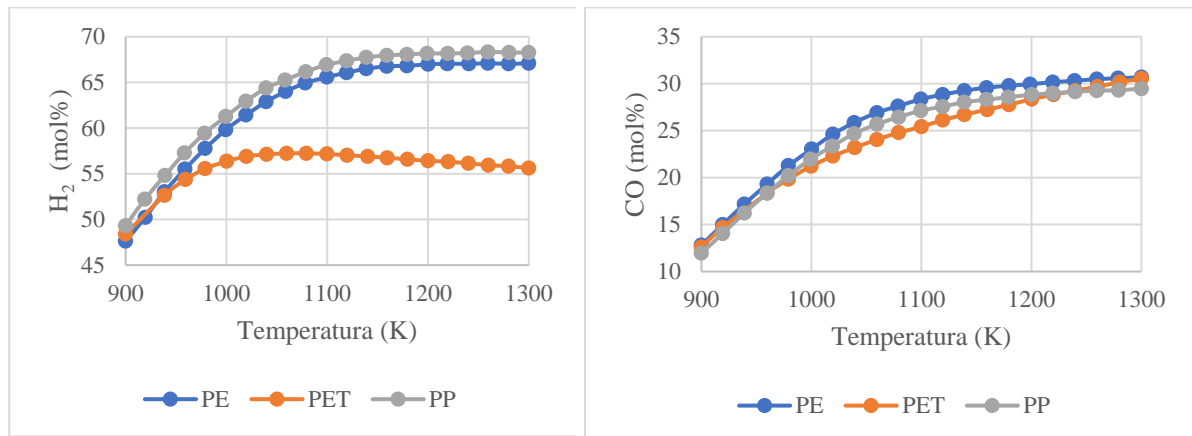 H₂ (mol%)
70
65
60
55
50
45
900 1000 1100 1200 1300
Temperatura (K)
PE PET PP
CO (mol%)
35
30
25
20
15
10
900 1000 1100 1200 1300
Temperatura (K)
PE PET PP